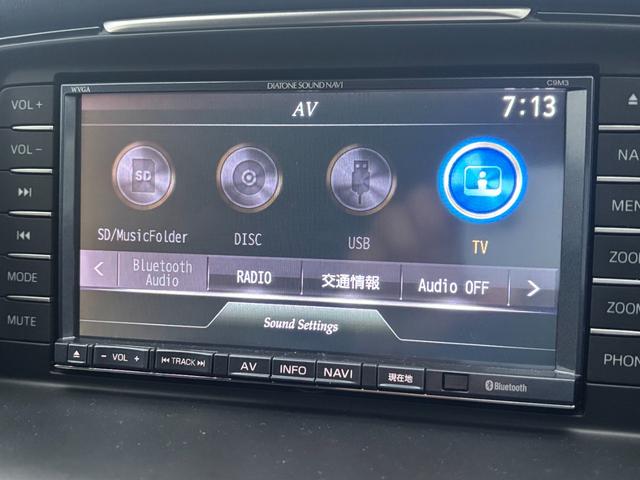 WVGA DIATONE SOUND NAVI C9M3
AV 7:13
SD
SD/MusicFolder DISC USB TV
Bluetooth Audio RADIO 交通情報 Audio OFF
Sound Settings
VOL +
VOL −
MODE
MUTE
NA
MEN
ZOO
ZOOM
PHON
− VOL + TRACK AV INFO NAVI 現在地 Bluetooth